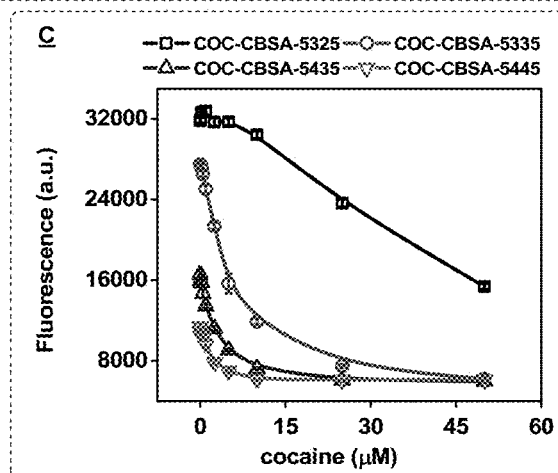 C
COC-CBSA-5325 COC-CBSA-5335
COC-CBSA-5435 COC-CBSA-5445
Fluorescence (a.u.)
32000
24000
16000
8000
0 15 30 45 60
cocaine (μM)